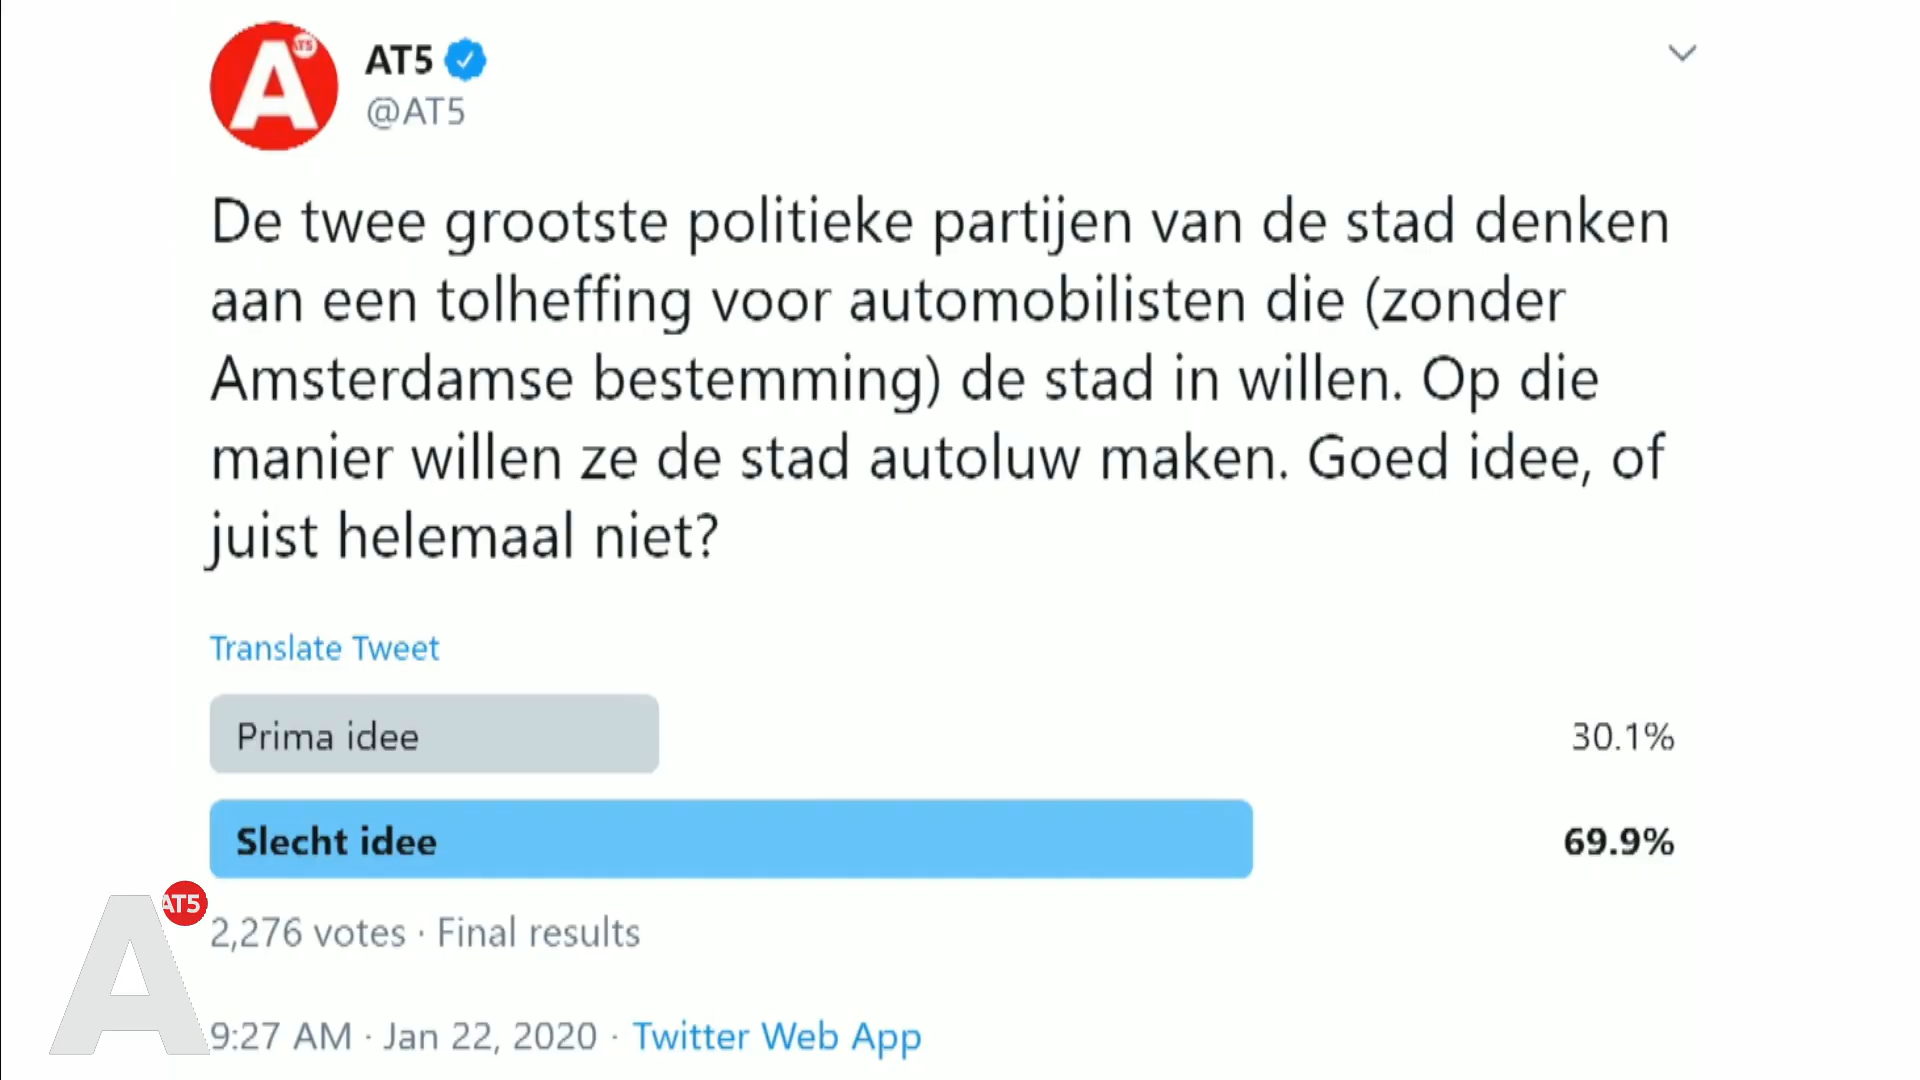 AT5
@AT5
De twee grootste politieke partijen van de stad denken
aan een tolheffing voor automobilisten die (zonder
Amsterdamse bestemming) de stad in willen. Op die
manier willen ze de stad autoluw maken. Goed idee, of
juist helemaal niet?
Translate Tweet
Prima idee 30.1%
Slecht idee 69.9%
2,276 votes · Final results
9:27 AM · Jan 22, 2020 · Twitter Web App
A AT5
A AT5